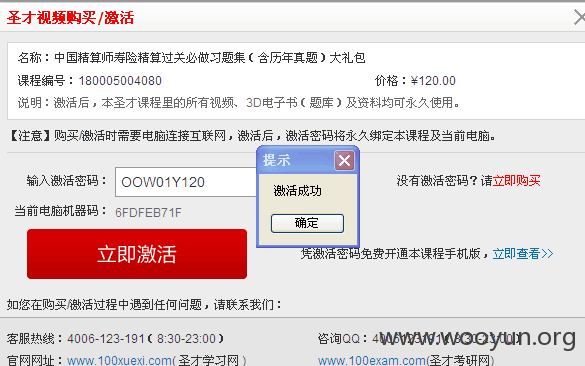 圣才视频购买/激活
名称：中国精算师寿险精算过关必做习题集（含历年真题）大礼包
课程编号：180005004080 价格：¥120.00
说明：激活后，本圣才课程里的所有视频、3D电子书（题库）及资料均可永久使用。
【注意】购买/激活时需要电脑连接互联网，激活后，激活密码将永久绑定本课程及当前电脑。
提示
激活成功
确定
输入激活密码：OOW01Y120 没有激活密码？请立即购买
当前电脑机器码：6FDFEB71F
立即激活 凭激活密码免费开通本课程手机版，立即查看>>
如您在购买/激活过程中遇到任何问题，请联系我们：
客服热线：4006-123-191（8:30-23:00） 咨询QQ：4006123191（8:30-23:00）
www.wooyun.org
官网网址：www.100xuexi.com(圣才学习网） www.100exam.com(圣才考研网)